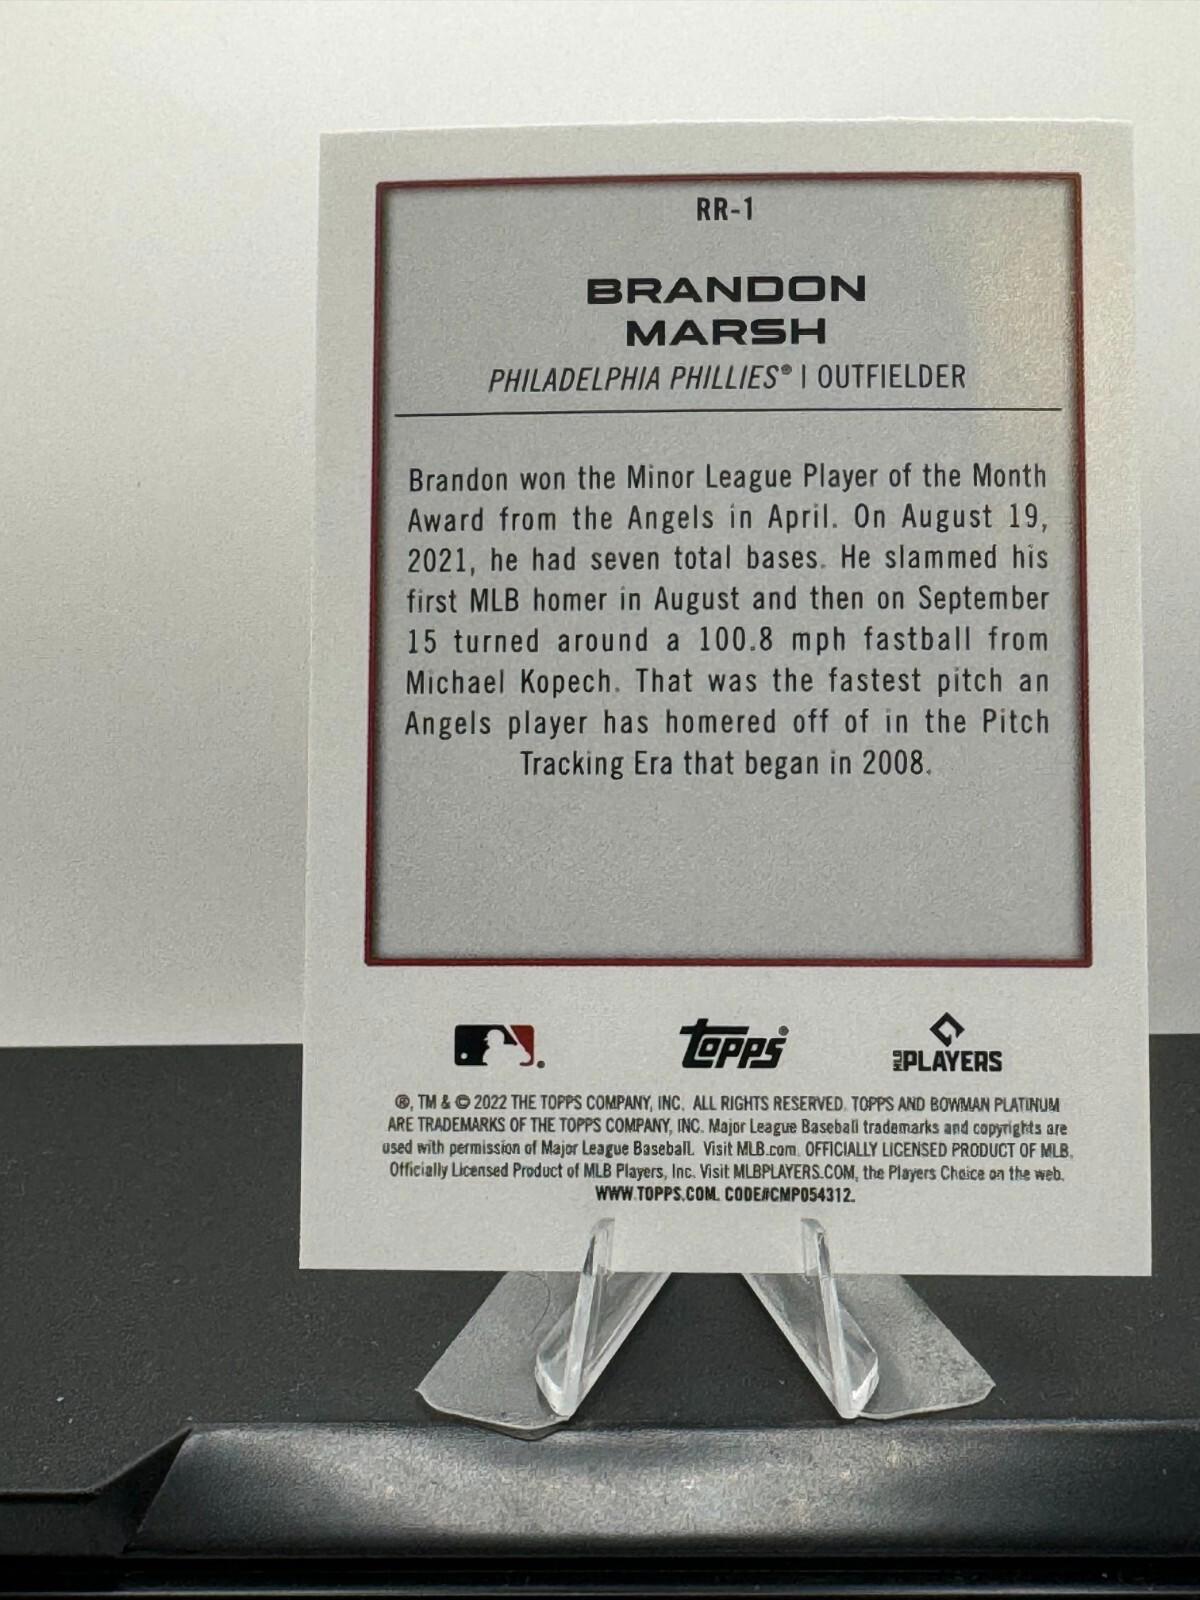 RR-1
BRANDON
MARSH
PHILADELPHIA PHILLIES® | OUTFIELDER
Brandon won the Minor League Player of the Month
Award from the Angels in April. On August 19,
2021, he had seven total bases. He slammed his
first MLB homer in August and then on September
15 turned around a 100.8 mph fastball from
Michael Kopech. That was the fastest pitch an
Angels player has homered off of in the Pitch
Tracking Era that began in 2008.
Topps® MLB PLAYERS
®, TM & © 2022 THE TOPPS COMPANY, INC. ALL RIGHTS RESERVED. TOPPS AND BOWMAN PLATINUM
ARE TRADEMARKS OF THE TOPPS COMPANY, INC. Major League Baseball trademarks and copyrights are
used with permission of Major League Baseball. Visit MLB.com. OFFICIALLY LICENSED PRODUCT OF MLB.
Officially Licensed Product of MLB Players, Inc. Visit MLBPLAYERS.COM, the Players Choice on the web.
WWW.TOPPS.COM. CODE#CMP054312.